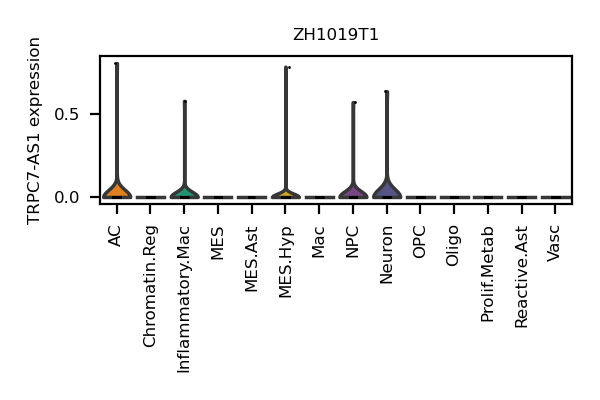 ZH1019T1
TRPC7-AS1 expression
0.5
0.0
AC
Chromatin.Reg
Inflammatory.Mac
MES
MES.Ast
MES.Hyp
Mac
NPC
Neuron
OPC
Oligo
Prolif.Metab
Reactive.Ast
Vasc